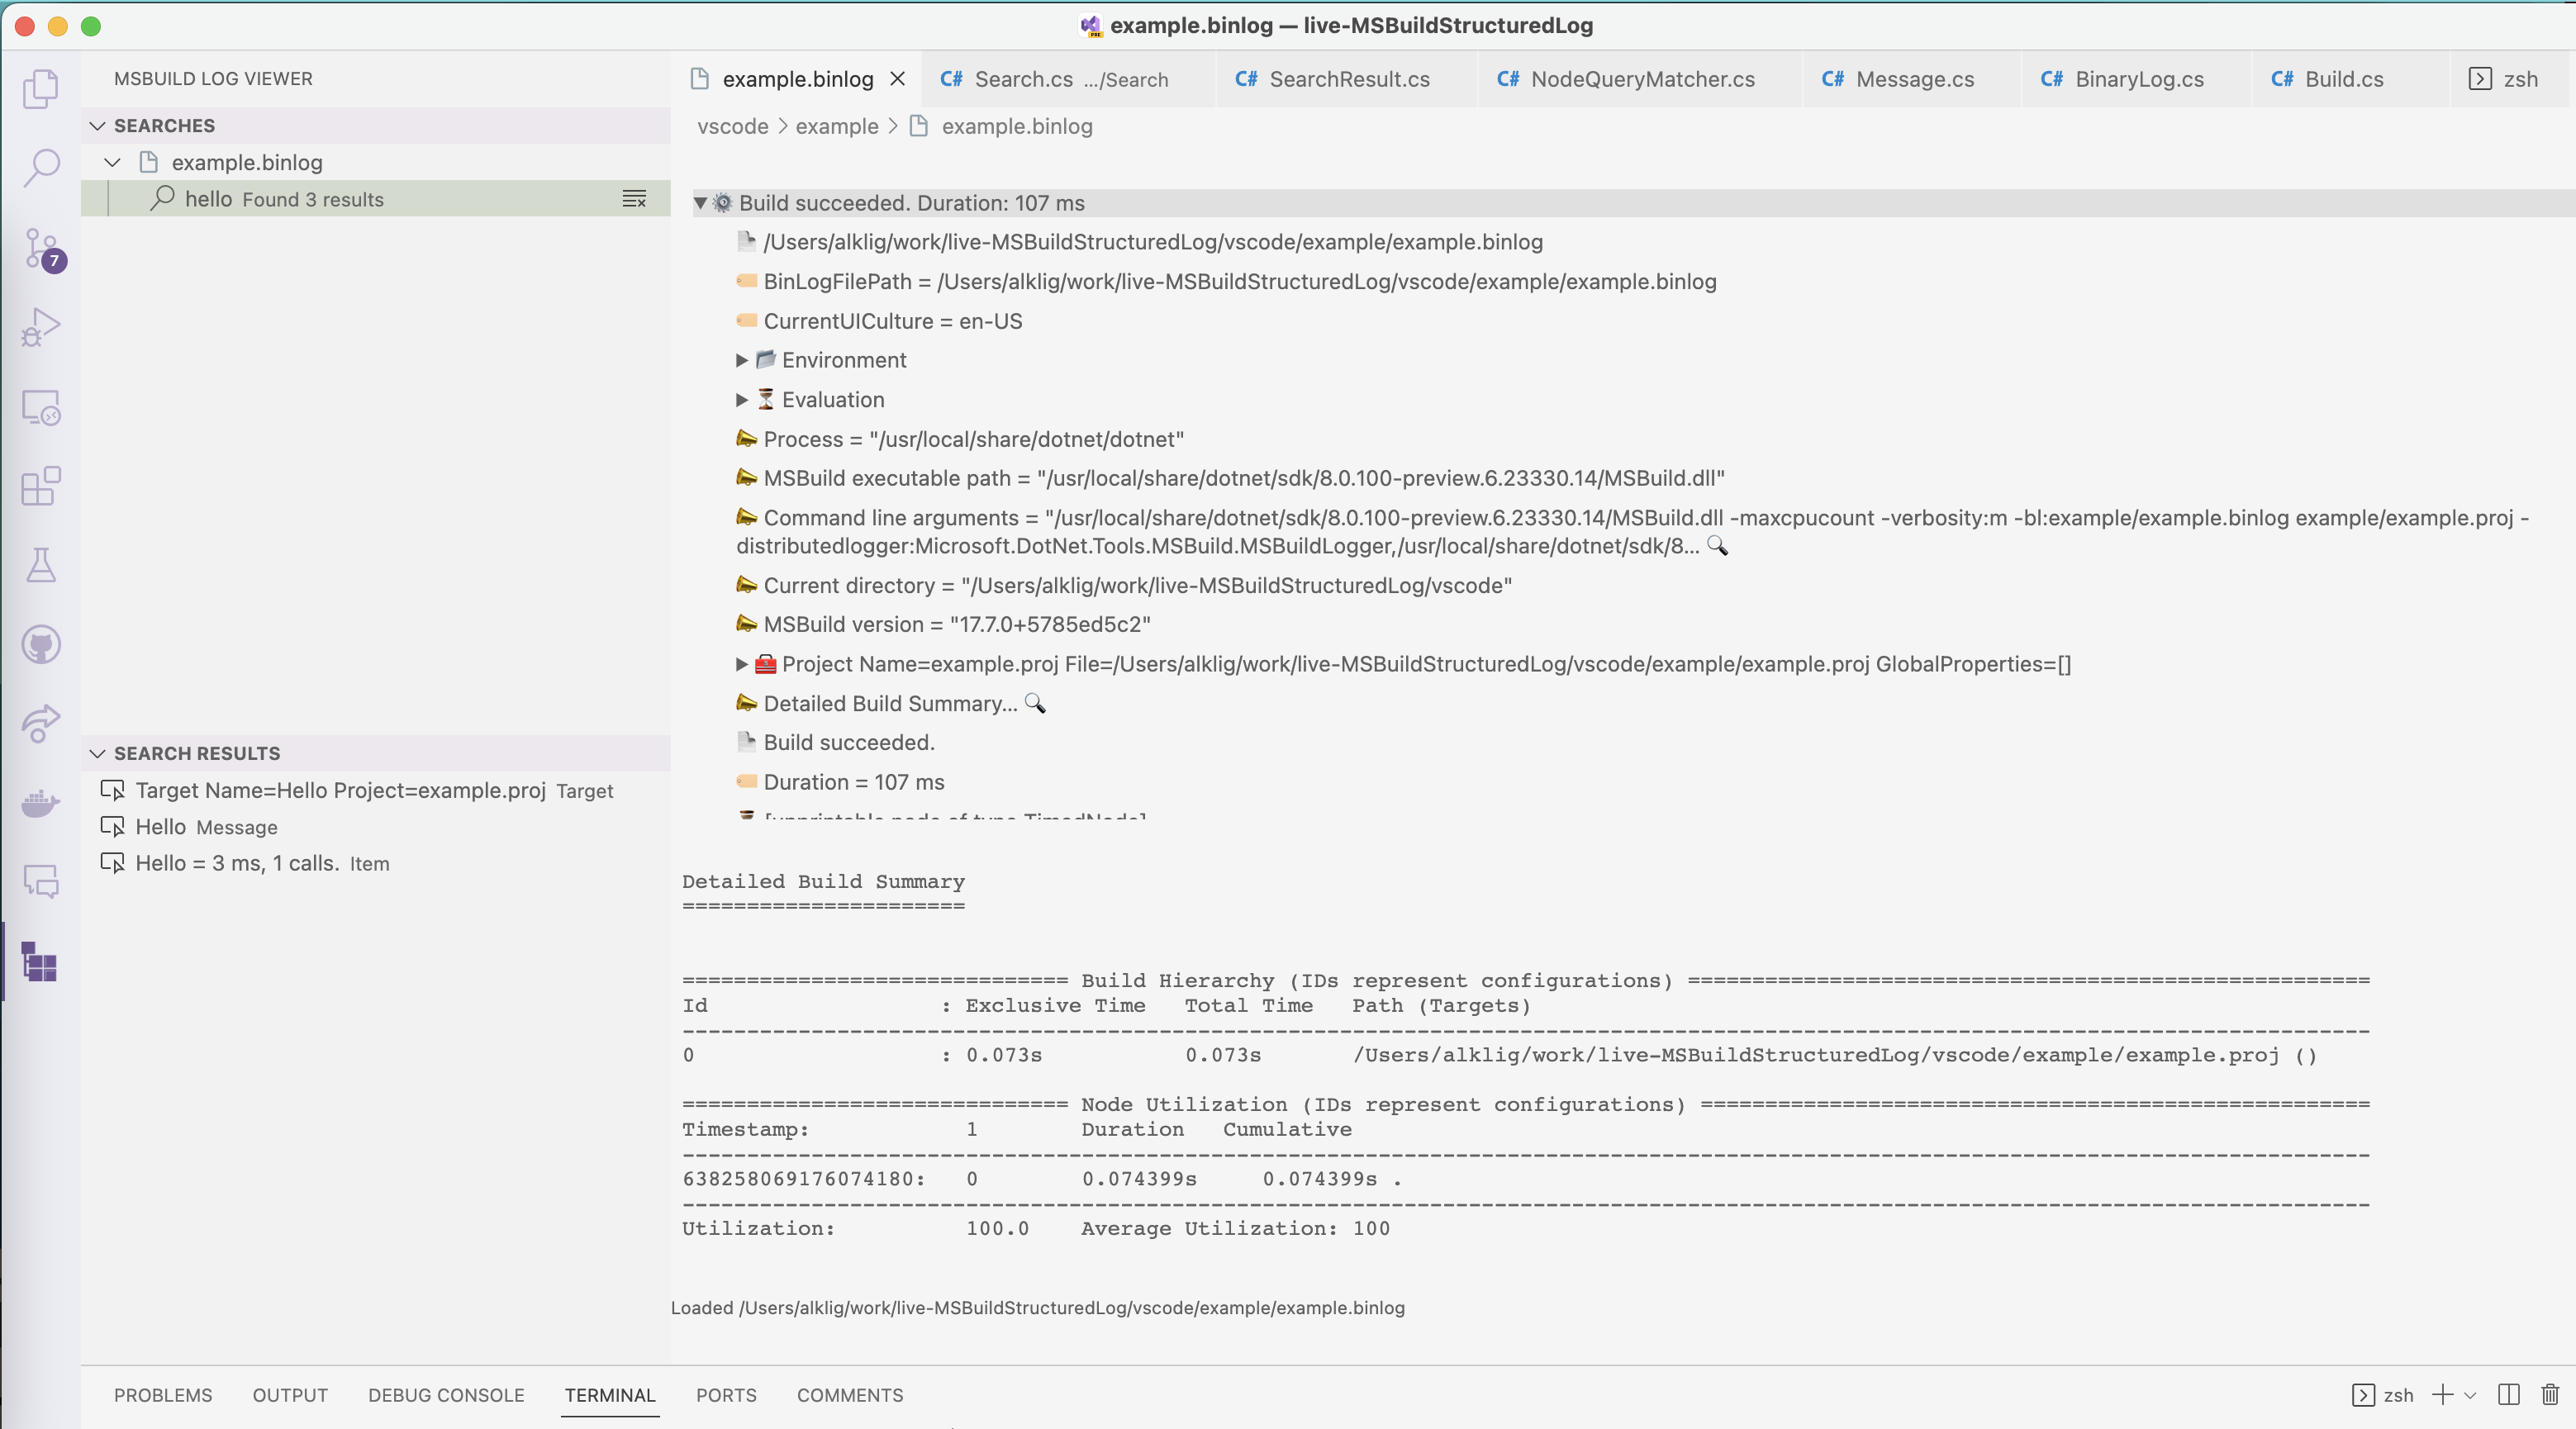 example.binlog — live-MSBuildStructuredLog
MSBUILD LOG VIEWER
SEARCHES
example.binlog
hello Found 3 results
7
SEARCH RESULTS
Target Name=Hello Project=example.proj Target
Hello Message
Hello = 3 ms, 1 calls. Item
example.binlog
C# Search.cs .../Search
C# SearchResult.cs
C# NodeQueryMatcher.cs
C# Message.cs
C# BinaryLog.cs
C# Build.cs
zsh
vscode > example > example.binlog
Build succeeded. Duration: 107 ms
/Users/alklig/work/live-MSBuildStructuredLog/vscode/example/example.binlog
BinLogFilePath = /Users/alklig/work/live-MSBuildStructuredLog/vscode/example/example.binlog
CurrentUICulture = en-US
Environment
Evaluation
Process = "/usr/local/share/dotnet/dotnet"
MSBuild executable path = "/usr/local/share/dotnet/sdk/8.0.100-preview.6.23330.14/MSBuild.dll"
Command line arguments = "/usr/local/share/dotnet/sdk/8.0.100-preview.6.23330.14/MSBuild.dll -maxcpucount -verbosity:m -bl:example/example.binlog example/example.proj -
distributedlogger:Microsoft.DotNet.Tools.MSBuild.MSBuildLogger,/usr/local/share/dotnet/sdk/8...
Current directory = "/Users/alklig/work/live-MSBuildStructuredLog/vscode"
MSBuild version = "17.7.0+5785ed5c2"
Project Name=example.proj File=/Users/alklig/work/live-MSBuildStructuredLog/vscode/example/example.proj GlobalProperties=[]
Detailed Build Summary...
Build succeeded.
Duration = 107 ms
[unprintable node of type TimedNode]
Detailed Build Summary
======================
============================== Build Hierarchy (IDs represent configurations) =====================================================
Id                  : Exclusive Time   Total Time   Path (Targets)
-----------------------------------------------------------------------------------------------------------------------------------
0                   : 0.073s           0.073s       /Users/alklig/work/live-MSBuildStructuredLog/vscode/example/example.proj ()
============================== Node Utilization (IDs represent configurations) ====================================================
Timestamp:            1        Duration   Cumulative
-----------------------------------------------------------------------------------------------------------------------------------
638258069176074180:   0        0.074399s     0.074399s .
-----------------------------------------------------------------------------------------------------------------------------------
Utilization:          100.0    Average Utilization: 100
Loaded /Users/alklig/work/live-MSBuildStructuredLog/vscode/example/example.binlog
PROBLEMS
OUTPUT
DEBUG CONSOLE
TERMINAL
PORTS
COMMENTS
zsh